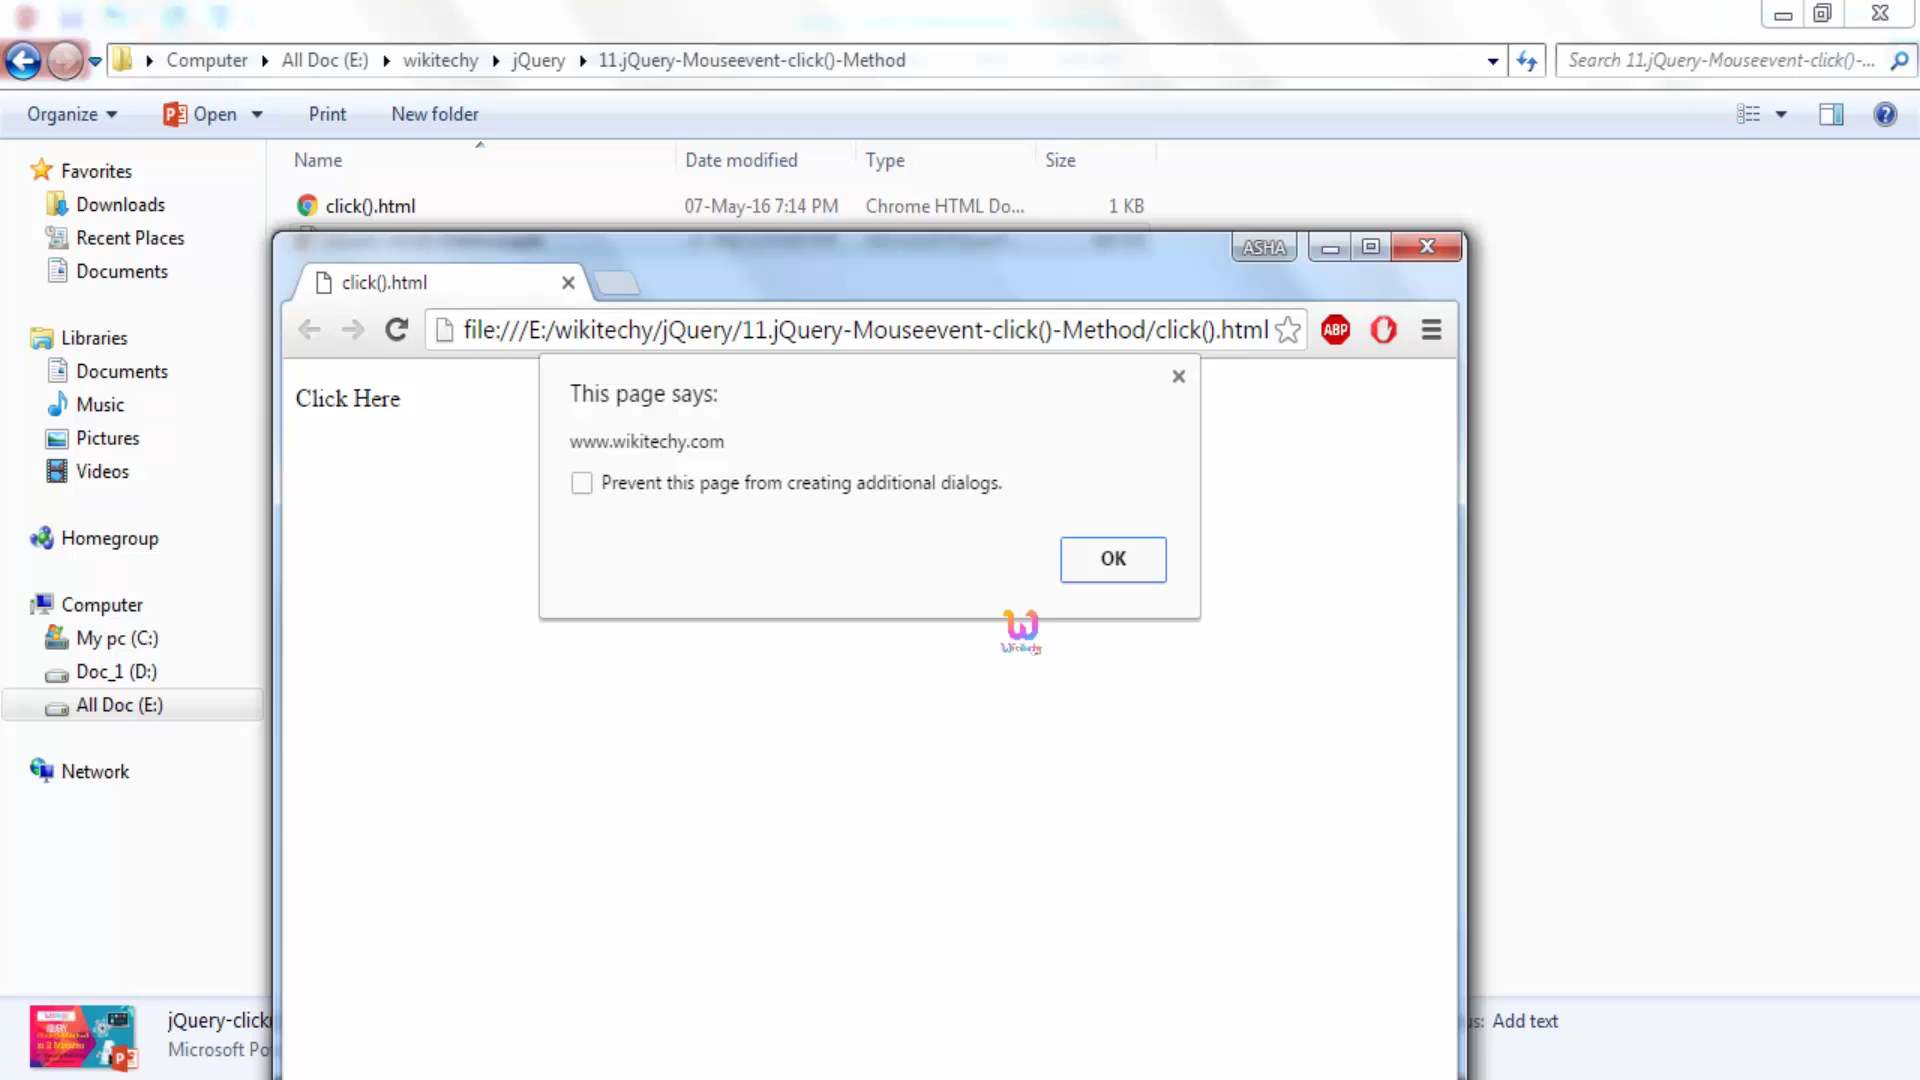 Computer All Doc (E:) wikitechy jQuery 11.jQuery-Mouseevent-click()-Method
Search 11.jQuery-Mouseevent-click()-...
Organize Open Print New folder
Name Date modified Type Size
click().html 07-May-16 7:14 PM Chrome HTML Do... 1 KB
Favorites
Downloads
Recent Places
Documents
Libraries
Documents
Music
Pictures
Videos
Homegroup
Computer
My pc (C:)
Doc_1 (D:)
All Doc (E:)
Network
ASHA
click().html
file:///E:/wikitechy/jQuery/11.jQuery-Mouseevent-click()-Method/click().html
ABP
Click Here
This page says:
www.wikitechy.com
Prevent this page from creating additional dialogs.
OK
Wikitechy
jQuery-click
Microsoft Po
Add text